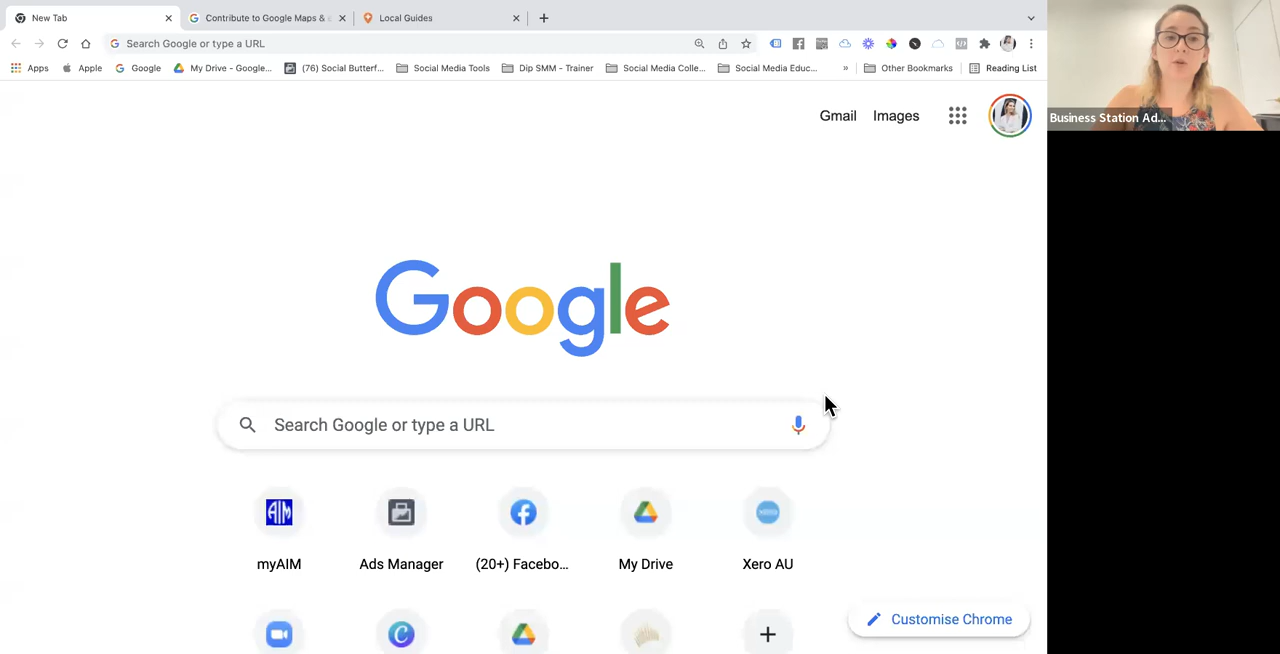 New Tab
Contribute to Google Maps &
Local Guides
Search Google or type a URL
Apps
Apple
Google
My Drive - Google...
(76) Social Butterf...
Social Media Tools
Dip SMM - Trainer
Social Media Colle...
Social Media Educ...
»
Other Bookmarks
Reading List
Gmail
Images
Business Station Ad...
Google
Search Google or type a URL
AIM
myAIM
Ads Manager
(20+) Facebo...
My Drive
Xero AU
Customise Chrome